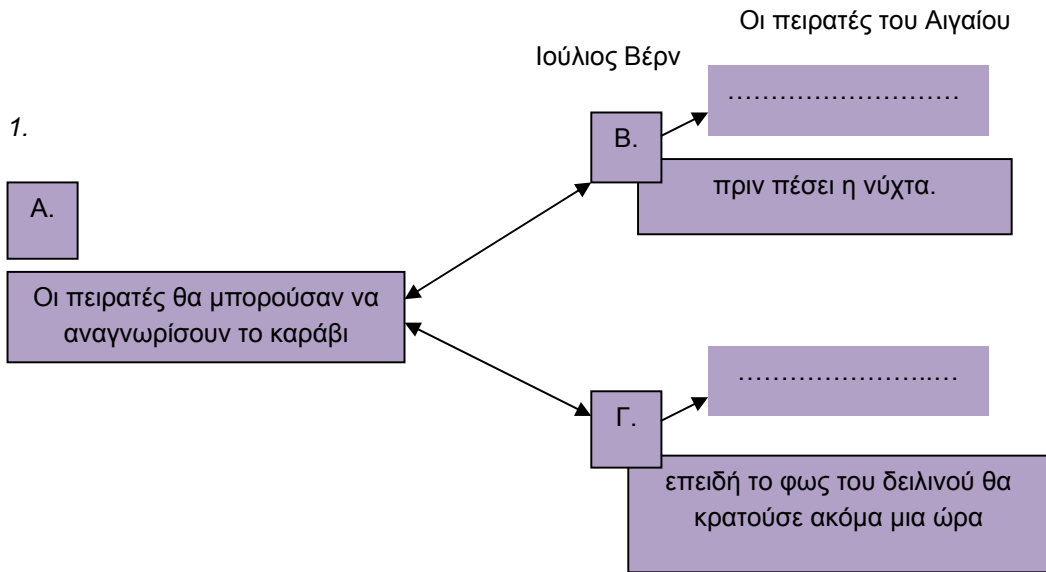 Οι πειρατές του Αιγαίου
Ιούλιος Βέρν
………………………
1.
Β.
πριν πέσει η νύχτα.
Α.
Οι πειρατές θα μπορούσαν να
αναγνωρίσουν το καράβι
…………………..…
Γ.
επειδή το φως του δειλινού θα
κρατούσε ακόμα μια ώρα